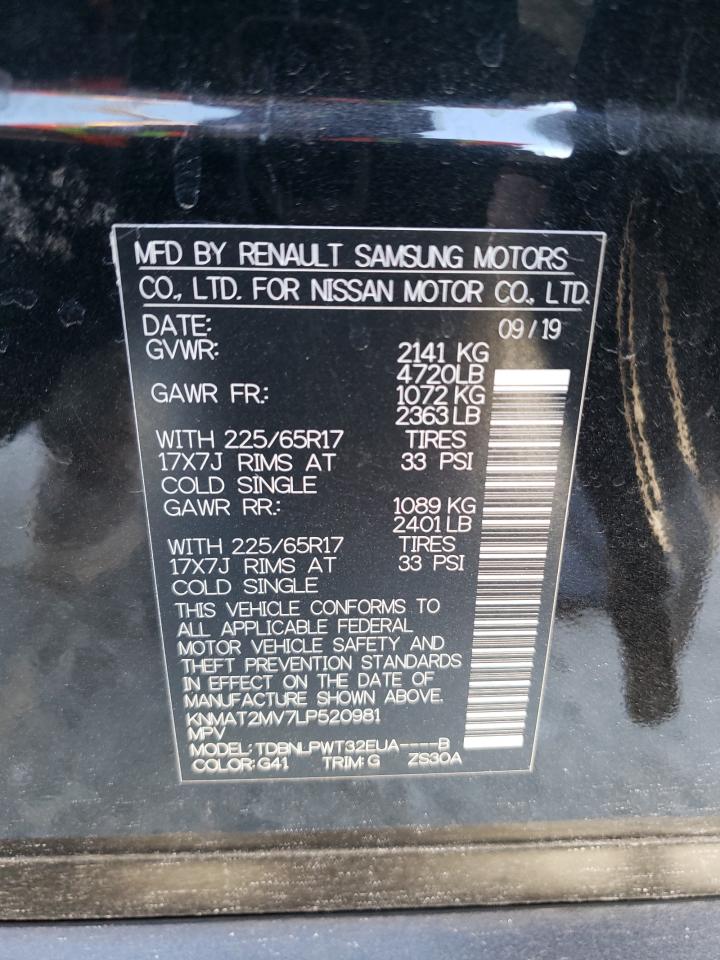 MFD BY RENAULT SAMSUNG MOTORS
CO., LTD. FOR NISSAN MOTOR CO., LTD.
DATE: 09/19
GVWR: 2141 KG
4720LB
GAWR FR.: 1072 KG
2363 LB
WITH 225/65R17 TIRES
17X7J RIMS AT 33 PSI
COLD SINGLE
GAWR RR.: 1089 KG
2401 LB
WITH 225/65R17 TIRES
17X7J RIMS AT 33 PSI
COLD SINGLE
THIS VEHICLE CONFORMS TO
ALL APPLICABLE FEDERAL
MOTOR VEHICLE SAFETY AND
THEFT PREVENTION STANDARDS
IN EFFECT ON THE DATE OF
MANUFACTURE SHOWN ABOVE.
KNMAT2MV7LP520981
MPV
MODEL: TDBNLPWT32EUA----B
COLOR: G41 TRIM: G ZS30A